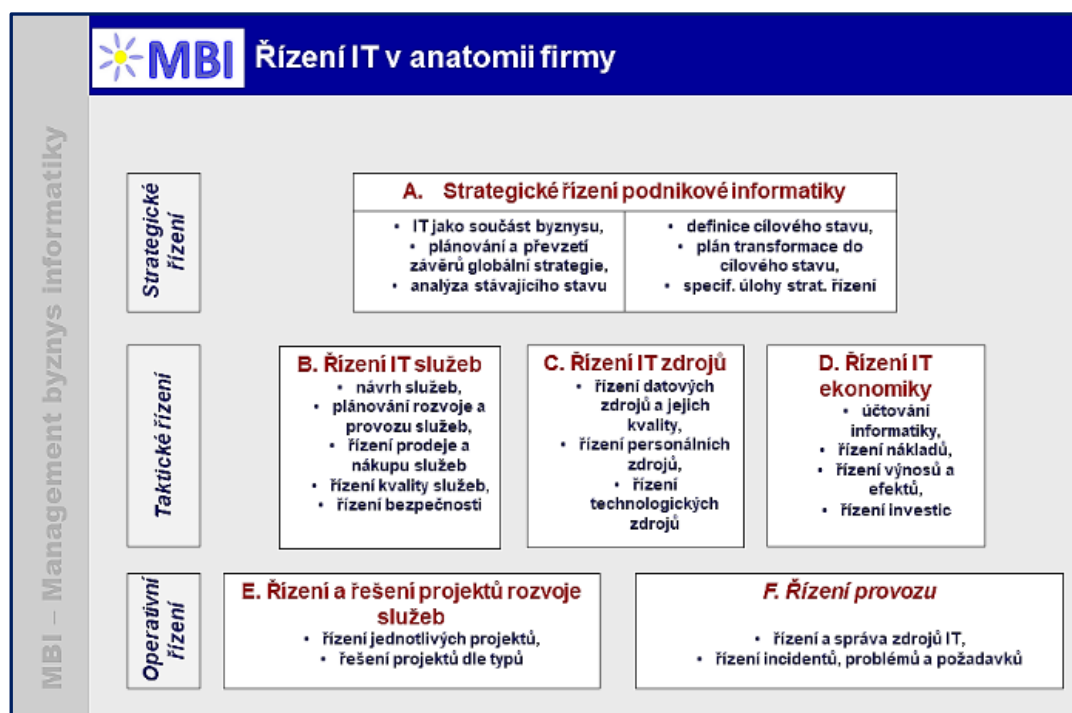 MBI
Řízení IT v anatomii firmy
MBI – Management byznys informatiky
Strategické
řízení
A. Strategické řízení podnikové informatiky
• IT jako součást byznysu,
• plánování a převzetí
závěrů globální strategie,
• analýza stávajícího stavu
• definice cílového stavu,
• plán transformace do
cílového stavu,
• specif. úlohy strat. řízení
Taktické řízení
B. Řízení IT služeb
• návrh služeb,
• plánování rozvoje a
provozu služeb,
• řízení prodeje a
nákupu služeb
• řízení kvality služeb,
• řízení bezpečnosti
C. Řízení IT zdrojů
• řízení datových
zdrojů a jejich
kvality,
• řízení personálních
zdrojů,
• řízení
technologických
zdrojů
D. Řízení IT
ekonomiky
• účtování
informatiky,
• řízení nákladů,
• řízení výnosů a
efektů,
• řízení investic
Operativní
řízení
E. Řízení a řešení projektů rozvoje
služeb
• řízení jednotlivých projektů,
• řešení projektů dle typů
F. Řízení provozu
• řízení a správa zdrojů IT,
• řízení incidentů, problémů a požadavků